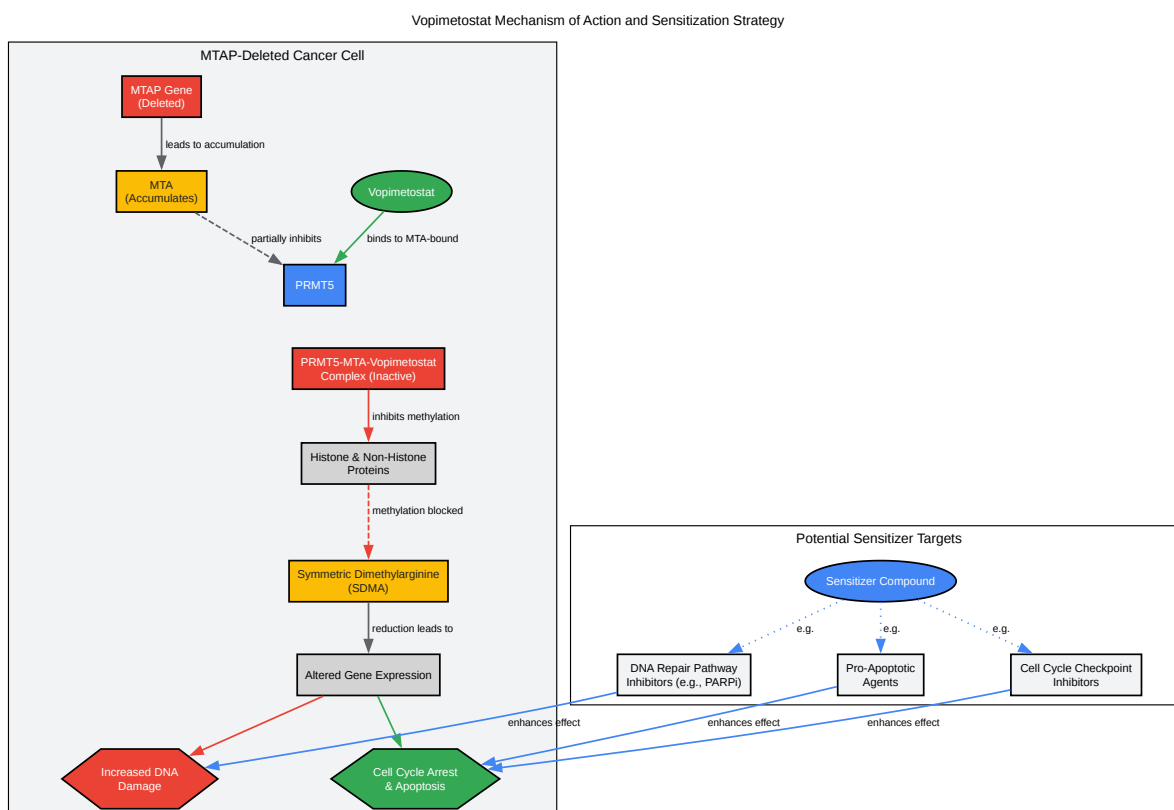 Vopimetostat Mechanism of Action and Sensitization Strategy
MTAP-Deleted Cancer Cell
MTAP Gene
(Deleted)
leads to accumulation
MTA
(Accumulates)
Vopimetostat
partially inhibits
binds to MTA-bound
PRMT5
PRMT5-MTA-Vopimetostat
Complex (Inactive)
inhibits methylation
Histone & Non-Histone
Proteins
methylation blocked
Symmetric Dimethylarginine
(SDMA)
reduction leads to
Altered Gene Expression
Increased DNA
Damage
Cell Cycle Arrest
& Apoptosis
Potential Sensitizer Targets
Sensitizer Compound
e.g.
e.g.
e.g.
DNA Repair Pathway
Inhibitors (e.g., PARPi)
Pro-Apoptotic
Agents
Cell Cycle Checkpoint
Inhibitors
enhances effect
enhances effect
enhances effect